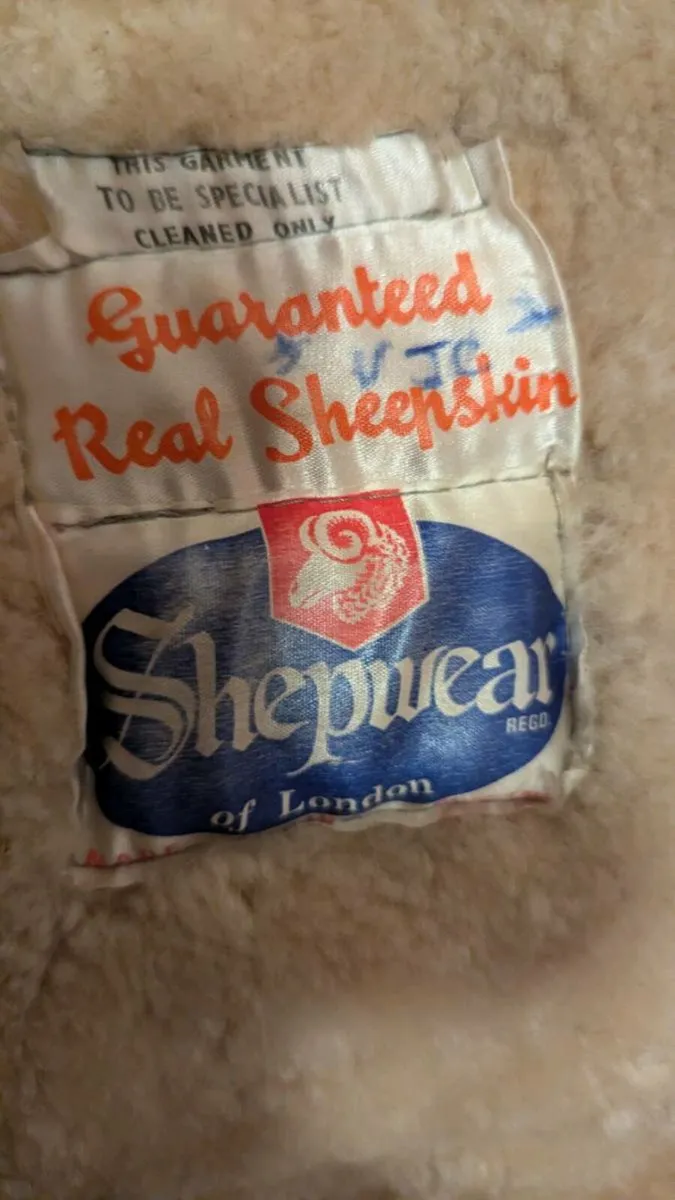 THIS GARMENT
TO BE SPECIALIST
CLEANED ONLY
Guaranteed
Real Sheepskin
Shepwear
REGD.
of London